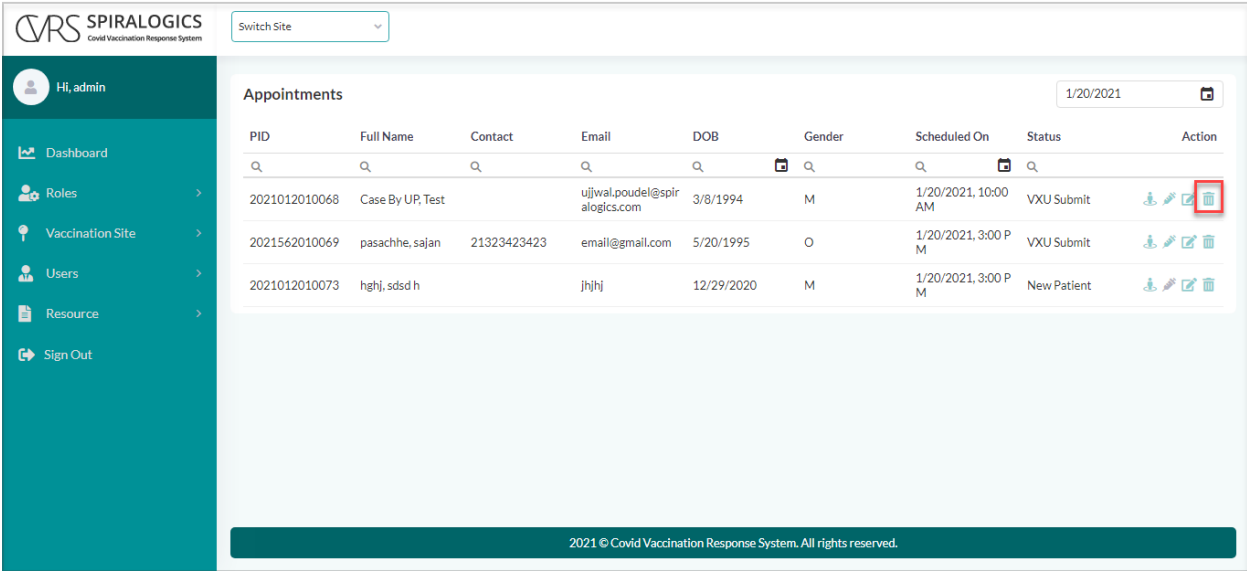 CVRS SPIRALOGICS
Covid Vaccination Response System
Switch Site
Hi, admin
Dashboard
Roles
Vaccination Site
Users
Resource
Sign Out
Appointments
1/20/2021
PID Full Name Contact Email DOB Gender Scheduled On Status Action
2021012010068 Case By UP, Test ujjwal.poudel@spir 3/8/1994 M 1/20/2021, 10:00 VXU Submit
alogics.com AM
2021562010069 pasachhe, sajan 21323423423 email@gmail.com 5/20/1995 O 1/20/2021, 3:00 P VXU Submit
M
2021012010073 hghj, sdsd h jhjhj 12/29/2020 M 1/20/2021, 3:00 P New Patient
M
2021 © Covid Vaccination Response System. All rights reserved.